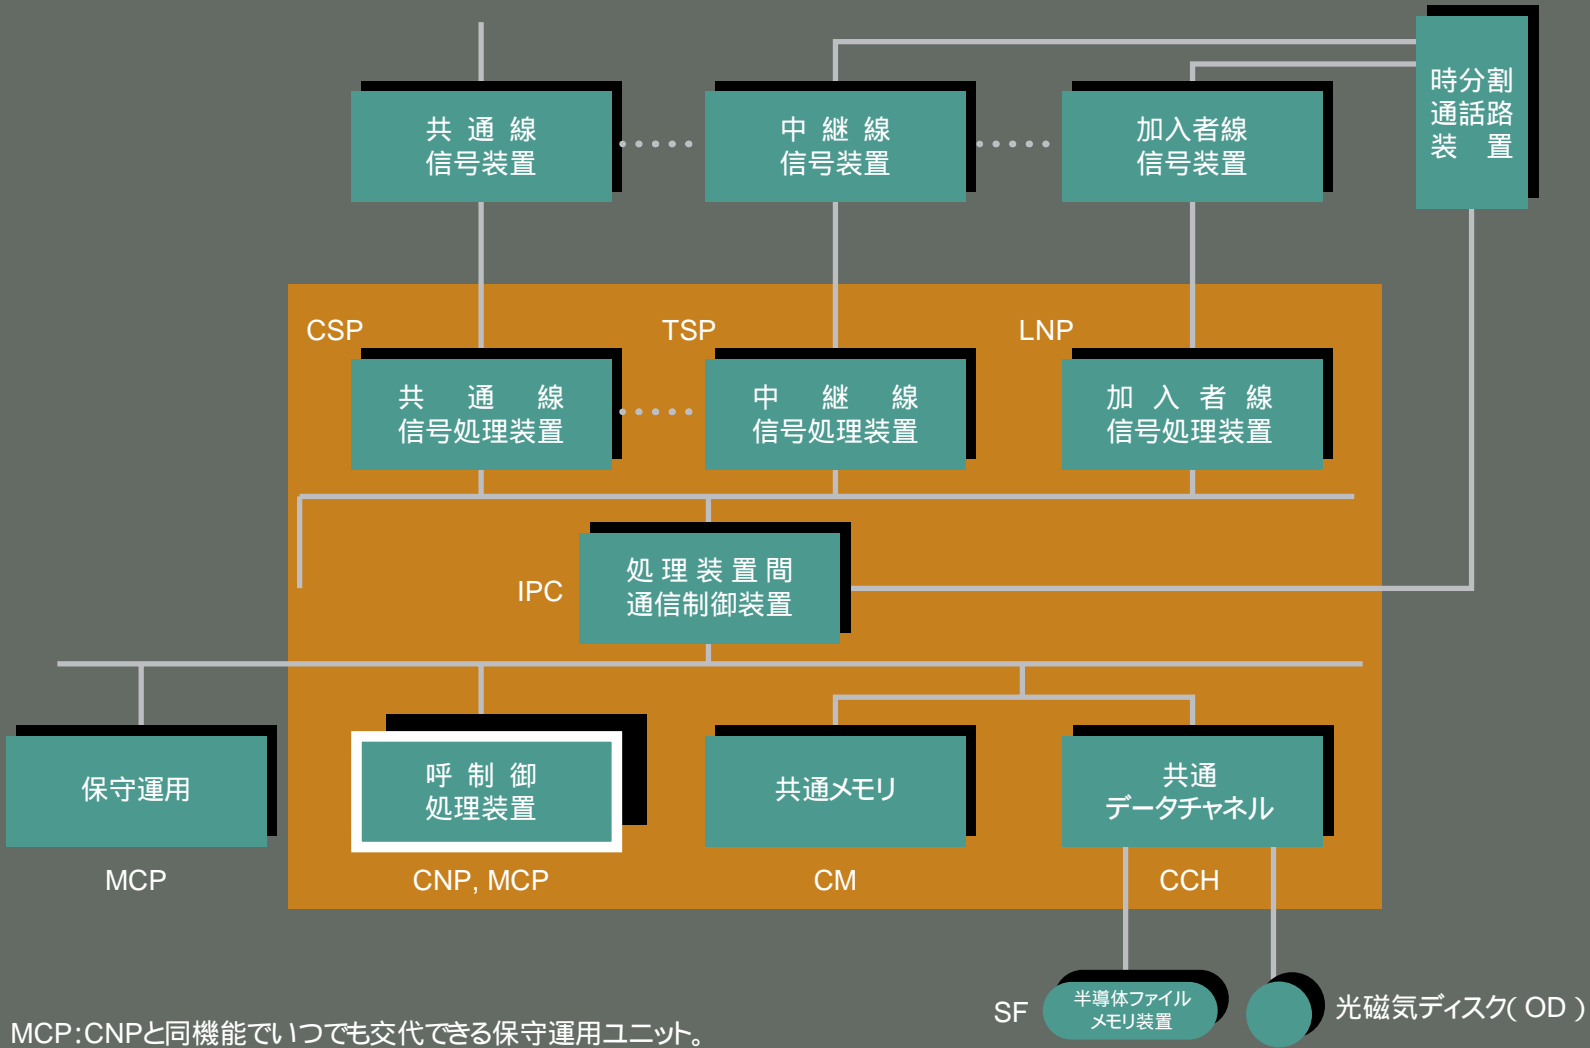 共通線
信号装置
中継線
信号装置
加入者線
信号装置
時分割
通話路
装置
CSP
TSP
LNP
共通線
信号処理装置
中継線
信号処理装置
加入者線
信号処理装置
IPC
処理装置間
通信制御装置
保守運用
呼制御
処理装置
共通メモリ
共通
データチャネル
MCP
CNP, MCP
CM
CCH
SF
半導体ファイル
メモリ装置
光磁気ディスク(OD)
MCP:CNPと同機能でいつでも交代できる保守運用ユニット。